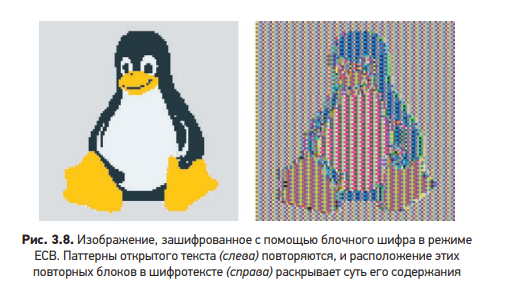 Рис. 3.8. Изображение, зашифрованное с помощью блочного шифра в режиме
ECB. Паттерны открытого текста (слева) повторяются, и расположение этих
повторных блоков в шифротексте (справа) раскрывает суть его содержания